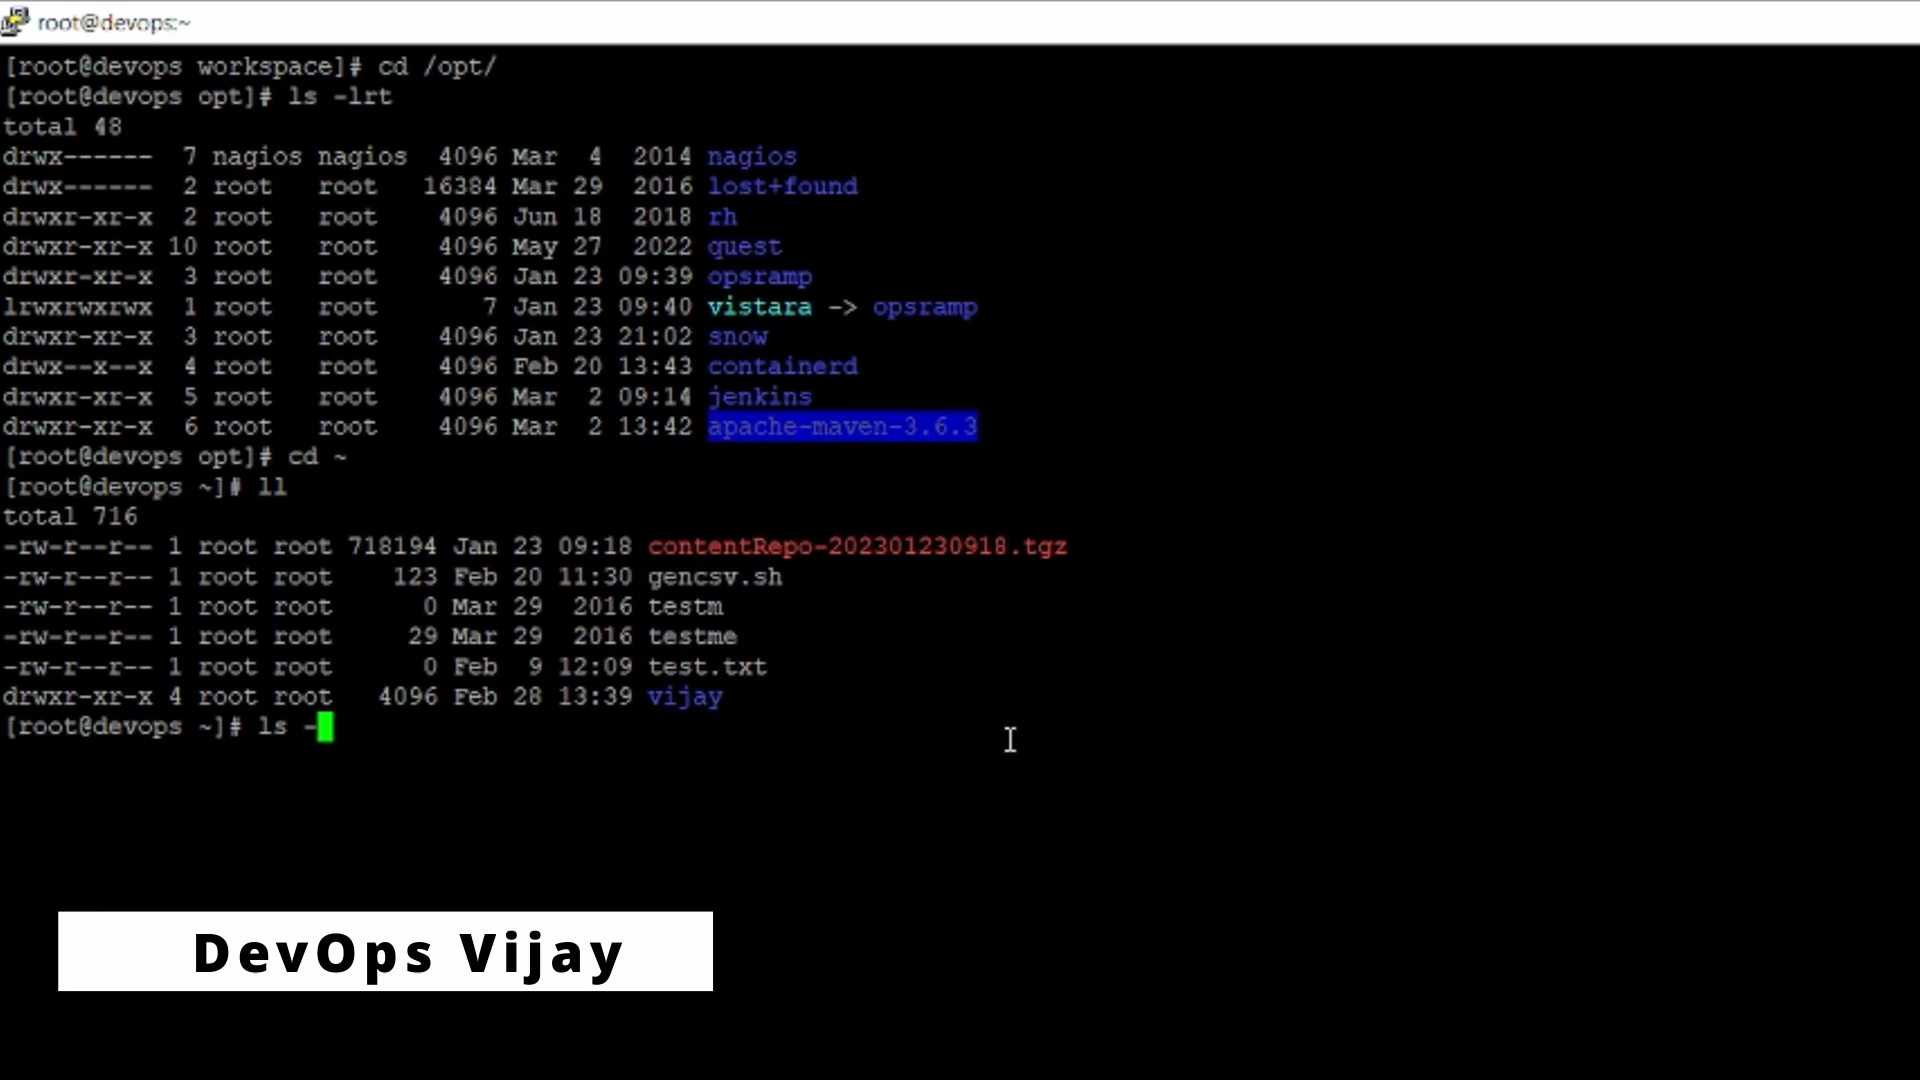 root@devops:~
[root@devops workspace]# cd /opt/
[root@devops opt]# ls -lrt
total 48
drwx------  7 nagios nagios  4096 Mar  4  2014 nagios
drwx------  2 root   root   16384 Mar 29  2016 lost+found
drwxr-xr-x  2 root   root    4096 Jun 18  2018 rh
drwxr-xr-x 10 root   root    4096 May 27  2022 quest
drwxr-xr-x  3 root   root    4096 Jan 23 09:39 opsramp
lrwxrwxrwx  1 root   root       7 Jan 23 09:40 vistara -> opsramp
drwxr-xr-x  3 root   root    4096 Jan 23 21:02 snow
drwx--x--x  4 root   root    4096 Feb 20 13:43 containerd
drwxr-xr-x  5 root   root    4096 Mar  2 09:14 jenkins
drwxr-xr-x  6 root   root    4096 Mar  2 13:42 apache-maven-3.6.3
[root@devops opt]# cd ~
[root@devops ~]# ll
total 716
-rw-r--r-- 1 root root 718194 Jan 23 09:18 contentRepo-202301230918.tgz
-rw-r--r-- 1 root root    123 Feb 20 11:30 gencsv.sh
-rw-r--r-- 1 root root      0 Mar 29  2016 testm
-rw-r--r-- 1 root root     29 Mar 29  2016 testme
-rw-r--r-- 1 root root      0 Feb  9 12:09 test.txt
drwxr-xr-x 4 root root   4096 Feb 28 13:39 vijay
[root@devops ~]# ls -
DevOps Vijay